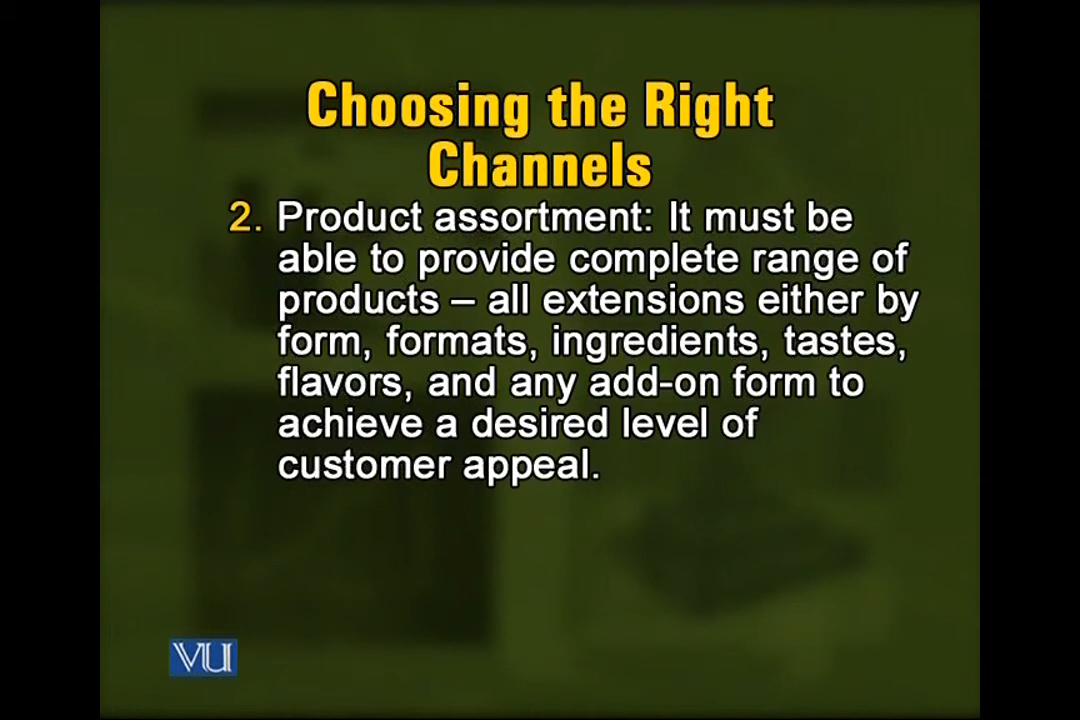 Choosing the Right
Channels
2. Product assortment: It must be
able to provide complete range of
products – all extensions either by
form, formats, ingredients, tastes,
flavors, and any add-on form to
achieve a desired level of
customer appeal.
VU